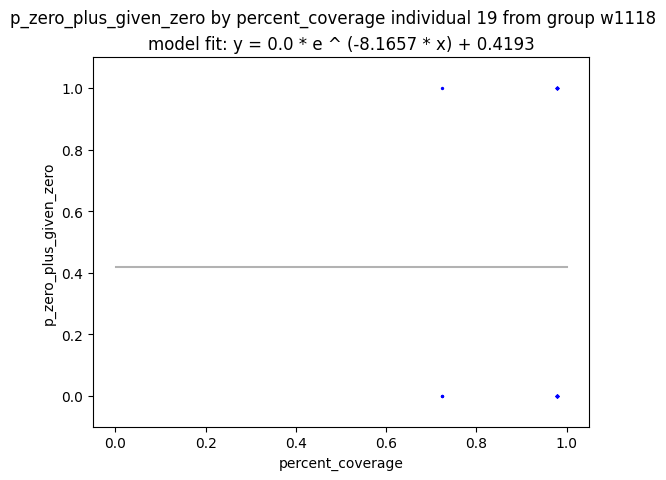 p_zero_plus_given_zero by percent_coverage individual 19 from group w1118
model fit: y = 0.0 * e ^ (-8.1657 * x) + 0.4193
1.0
0.8
0.6
0.4
0.2
0.0
p_zero_plus_given_zero
0.0 0.2 0.4 0.6 0.8 1.0
percent_coverage